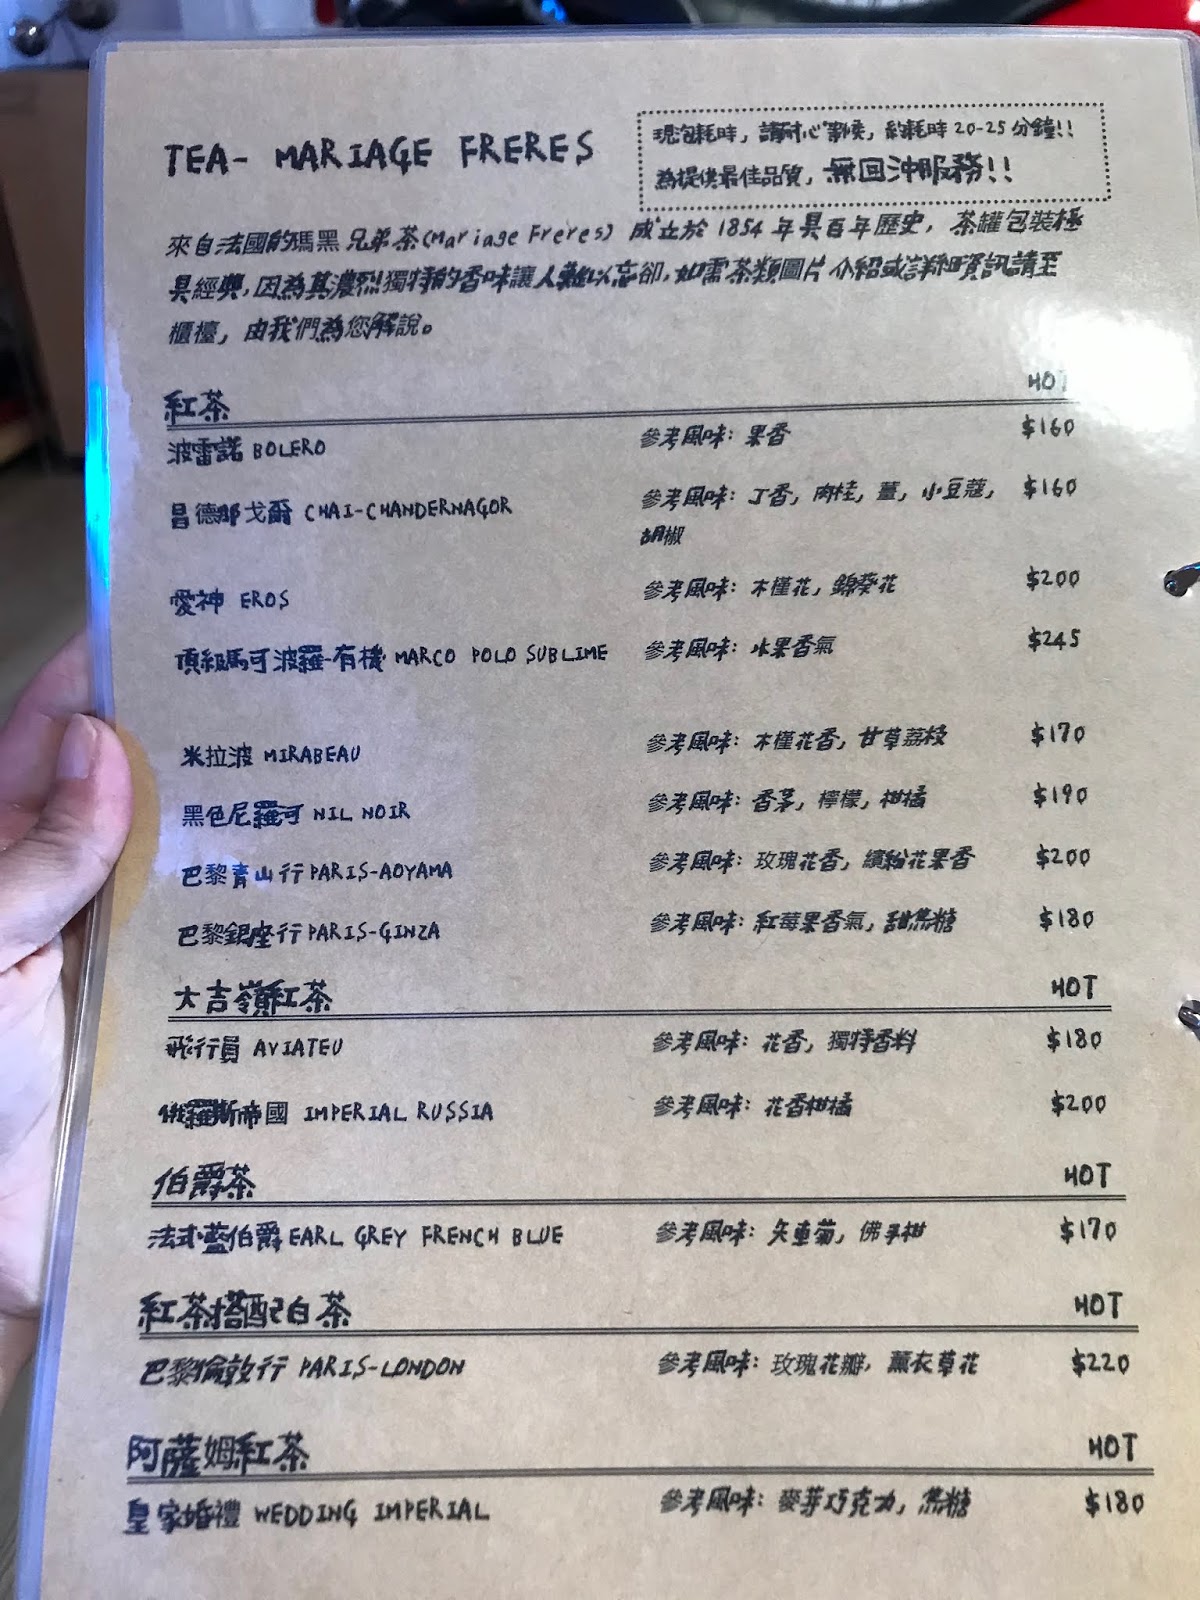 TEA- MARIAGE FRERES
現泡耗時，請耐心等候，約耗時 20-25 分鐘!!
為提供最佳品質，無回沖服務!!
來自法國的瑪黑兄弟茶(Mariage Freres) 成立於 1854 年具百年歷史，茶罐包裝極
具經典，因為其濃烈獨特的香味讓人難以忘卻，如需茶類圖片介紹或詳細資訊請至
櫃檯，由我們為您解說。
紅茶 HOT
波雷諾 BOLERO 參考風味：果香 $160
昌德那戈爾 CHAI-CHANDERNAGOR 參考風味：丁香，肉桂，薑，小豆蔻， $160
胡椒
愛神 EROS 參考風味：木槿花，錦葵花 $200
頂級馬可波羅-有機 MARCO POLO SUBLIME 參考風味：水果香氣 $245
米拉波 MIRABEAU 參考風味：木槿花香，甘草荔枝 $170
黑色尼羅河 NIL NOIR 參考風味：香茅，檸檬，柑橘 $190
巴黎青山行 PARIS-AOYAMA 參考風味：玫瑰花香，繽紛花果香 $200
巴黎銀座行 PARIS-GINZA 參考風味：紅莓果香氣，甜焦糖 $180
大吉嶺紅茶 HOT
飛行員 AVIATEU 參考風味：花香，獨特香料 $180
俄羅斯帝國 IMPERIAL RUSSIA 參考風味：花香柑橘 $200
伯爵茶 HOT
法式藍伯爵 EARL GREY FRENCH BLUE 參考風味：矢車菊，佛手柑 $170
紅茶搭配白茶 HOT
巴黎倫敦行 PARIS-LONDON 參考風味：玫瑰花瓣，薰衣草花 $220
阿薩姆紅茶 HOT
皇家婚禮 WEDDING IMPERIAL 參考風味：麥芽巧克力，焦糖 $180